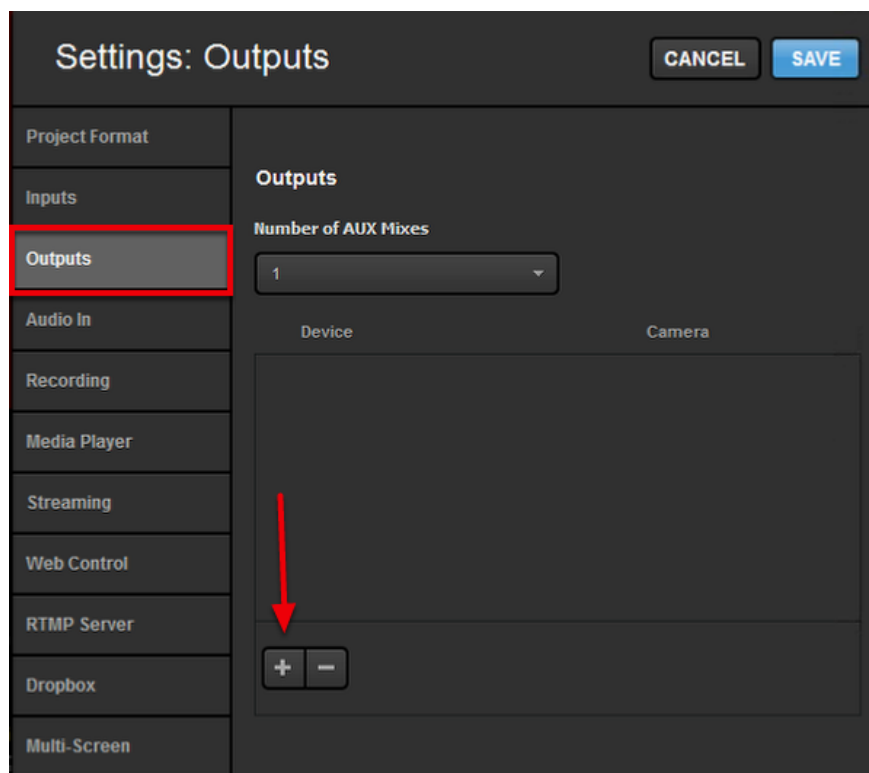 Settings: Outputs
CANCEL
SAVE
Project Format
Inputs
Outputs
Audio In
Recording
Media Player
Streaming
Web Control
RTMP Server
Dropbox
Multi-Screen
Outputs
Number of AUX Mixes
1
Device
Camera
+
−